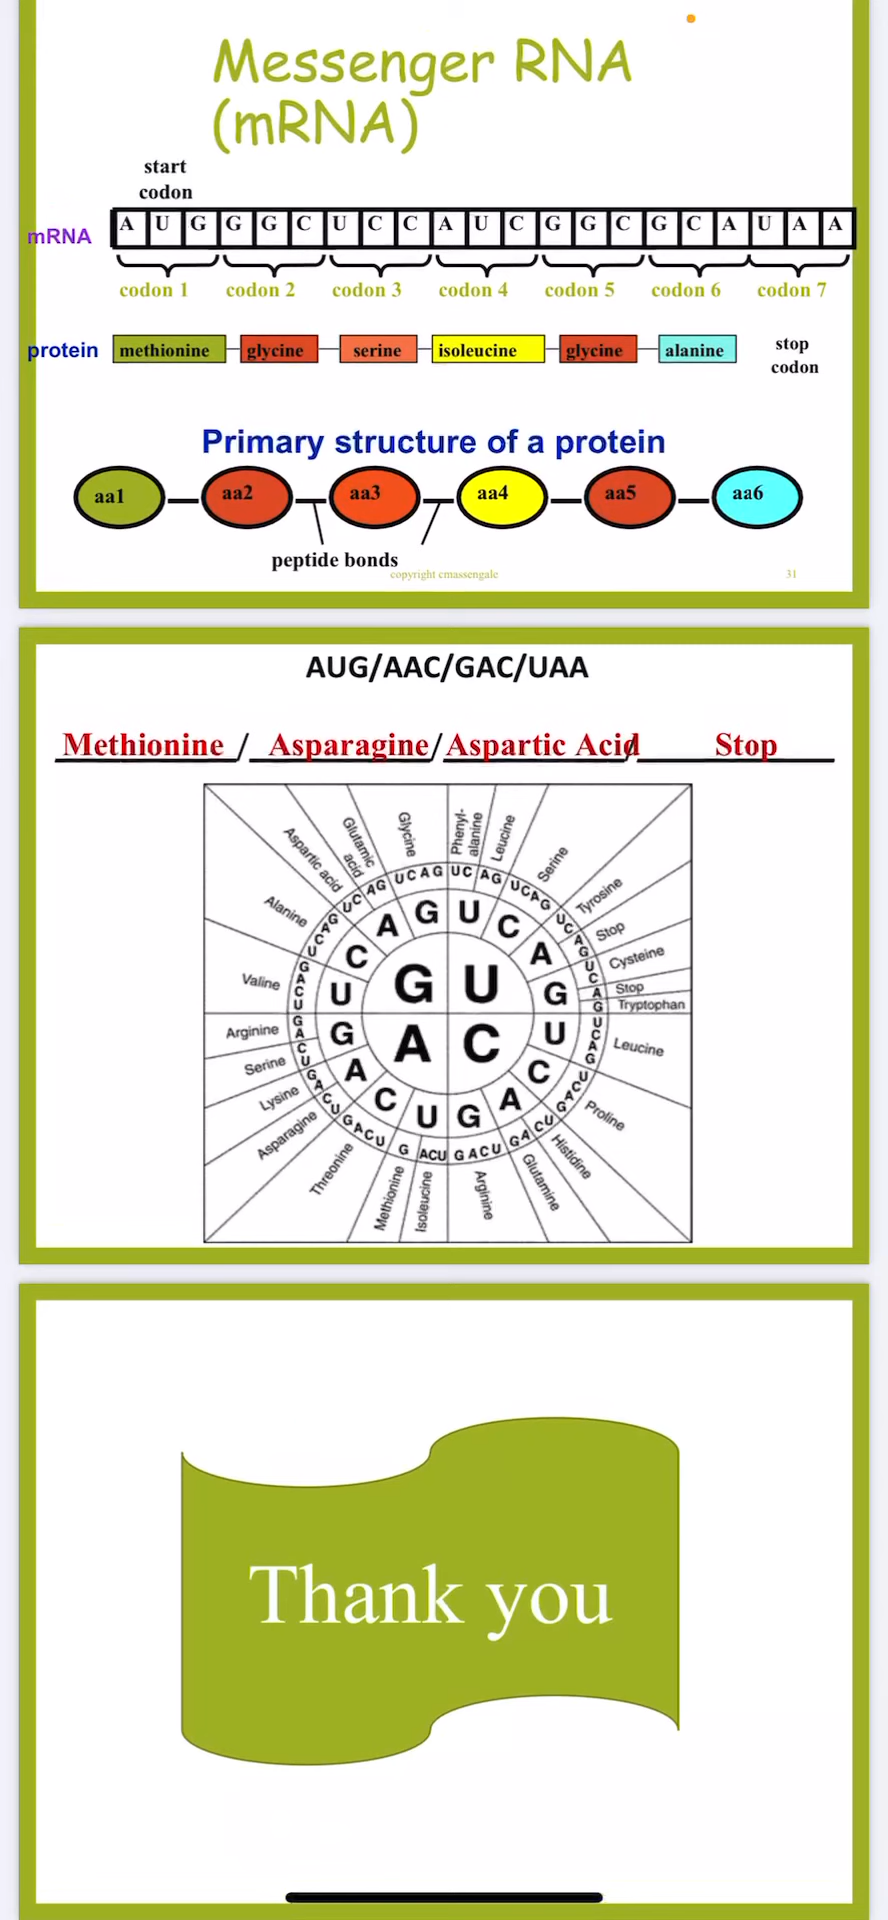 Messenger RNA
(mRNA)
start
codon
mRNA
A U G G G C U C C A U C G G C G C A U A A
codon 1 codon 2 codon 3 codon 4 codon 5 codon 6 codon 7
protein methionine glycine serine isoleucine glycine alanine stop
codon
Primary structure of a protein
aa1 aa2 aa3 aa4 aa5 aa6
peptide bonds
copyright cmassengale 31
AUG/AAC/GAC/UAA
Methionine / Asparagine/Aspartic Acid/ Stop
Glycine
Phenyl-
alanine
Leucine
Serine
Tyrosine
Stop
Cysteine
Stop
Tryptophan
Leucine
Proline
Histidine
Glutamine
Arginine
Isoleucine
Methionine
Threonine
Asparagine
Lysine
Serine
Arginine
Valine
Alanine
Aspartic acid
Glutamic
acid
U C A G U C A G U C A G U C A G U C A G U C A G U C A G U C A G
G A C U G A C U G A C U G A C U G A C U G A C U G A C U G A C U
G U C A G U C A G U C A G U C A
G U
A C
Thank you